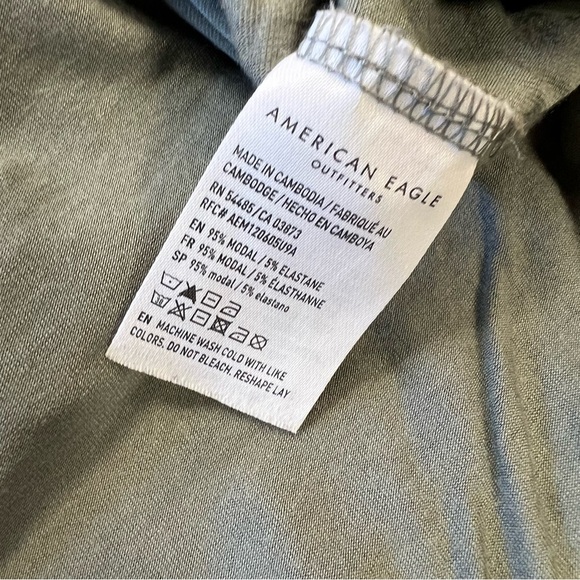 AMERICAN EAGLE
OUTFITTERS
MADE IN CAMBODIA / FABRIQUÉ AU
CAMBODGE / HECHO EN CAMBOYA
RN 54485 / CA 03873
RFC# AEM120605U9A
EN 95% MODAL / 5% ELASTANE
FR 95% MODAL / 5% ÉLASTHANNE
SP 95% modal / 5% elastano
EN MACHINE WASH COLD WITH LIKE
COLORS. DO NOT BLEACH. RESHAPE LAY